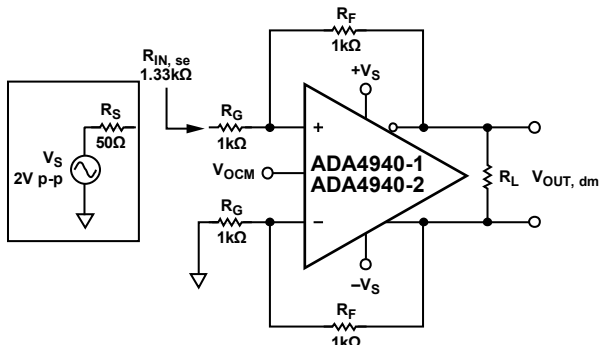 R_F
1kΩ
R_IN, se
1.33kΩ
+V_S
R_S
50Ω
R_G
1kΩ
+
V_S
2V p-p
V_OCM
ADA4940-1
ADA4940-2
R_L
V_OUT, dm
R_G
1kΩ
−
−V_S
R_F
1kΩ